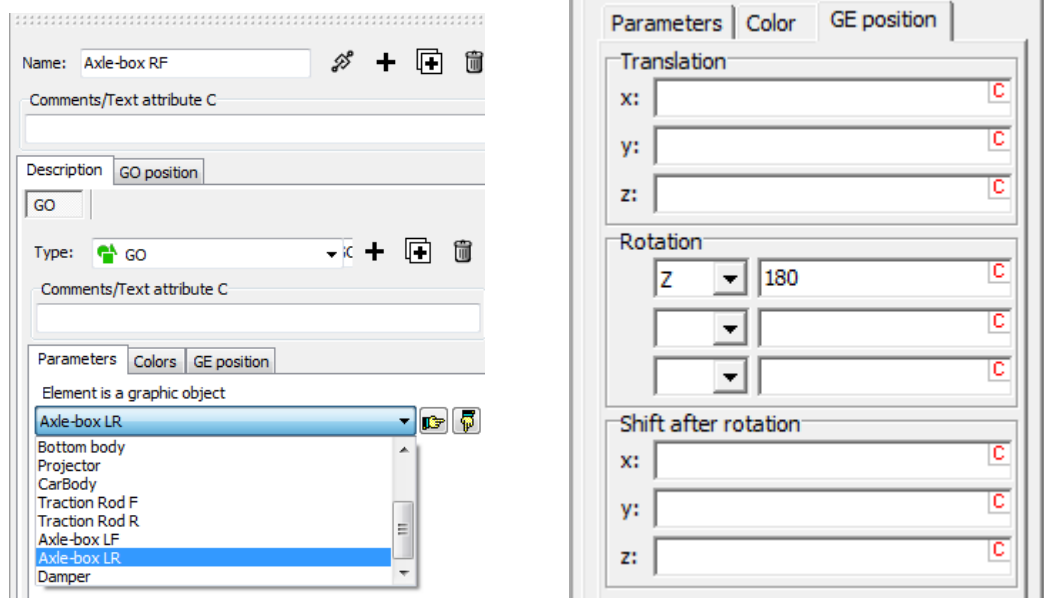 Name: Axle-box RF
Comments/Text attribute C
Description GO position
GO
Type: GO
Comments/Text attribute C
Parameters Colors GE position
Element is a graphic object
Axle-box LR
Bottom body
Projector
CarBody
Traction Rod F
Traction Rod R
Axle-box LF
Axle-box LR
Damper
Parameters Color GE position
Translation
x: C
y: C
z: C
Rotation
Z 180 C
C
C
Shift after rotation
x: C
y: C
z: C